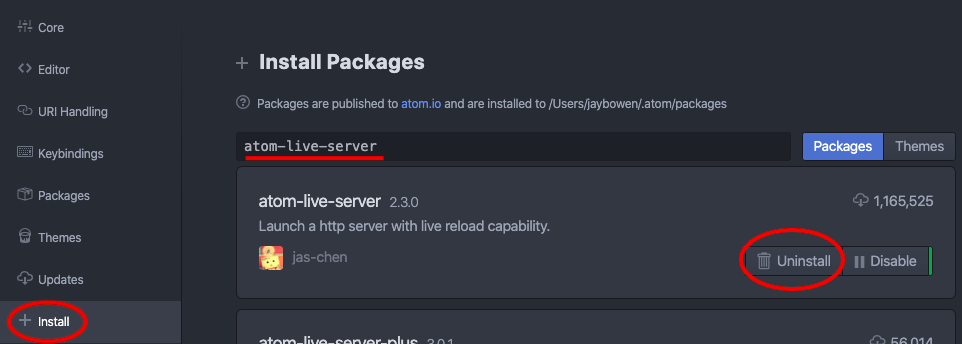 Core
Editor
URI Handling
Keybindings
Packages
Themes
Updates
Install
Install Packages
Packages are published to atom.io and are installed to /Users/jaybowen/.atom/packages
atom-live-server
Packages Themes
atom-live-server 2.3.0 1,165,525
Launch a http server with live reload capability.
jas-chen
Uninstall Disable
atom-live-server-plus 3.0.1 56,014